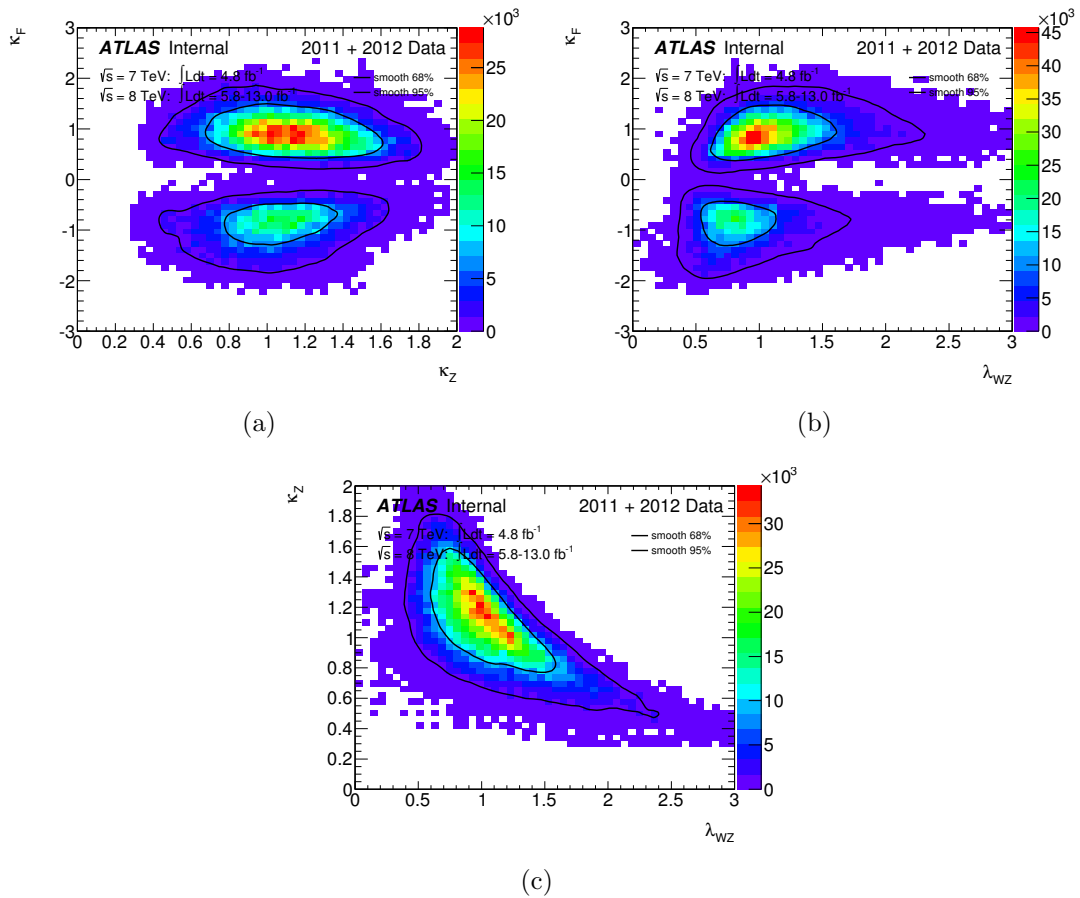 κ_F
3
2
1
0
-1
-2
-3
ATLAS Internal 2011 + 2012 Data
√s = 7 TeV: ∫Ldt = 4.8 fb⁻¹
√s = 8 TeV: ∫Ldt = 5.8-13.0 fb⁻¹
smooth 68%
smooth 95%
×10³
25
20
15
10
5
0
0 0.2 0.4 0.6 0.8 1 1.2 1.4 1.6 1.8 2
κ_Z
(a)
κ_F
3
2
1
0
-1
-2
-3
ATLAS Internal 2011 + 2012 Data
√s = 7 TeV: ∫Ldt = 4.8 fb⁻¹
√s = 8 TeV: ∫Ldt = 5.8-13.0 fb⁻¹
smooth 68%
smooth 95%
×10³
45
40
35
30
25
20
15
10
5
0
0 0.5 1 1.5 2 2.5 3
λ_WZ
(b)
κ_Z
2
1.8
1.6
1.4
1.2
1
0.8
0.6
0.4
0.2
0
ATLAS Internal 2011 + 2012 Data
√s = 7 TeV: ∫Ldt = 4.8 fb⁻¹
√s = 8 TeV: ∫Ldt = 5.8-13.0 fb⁻¹
smooth 68%
smooth 95%
×10³
30
25
20
15
10
5
0
0 0.5 1 1.5 2 2.5 3
λ_WZ
(c)